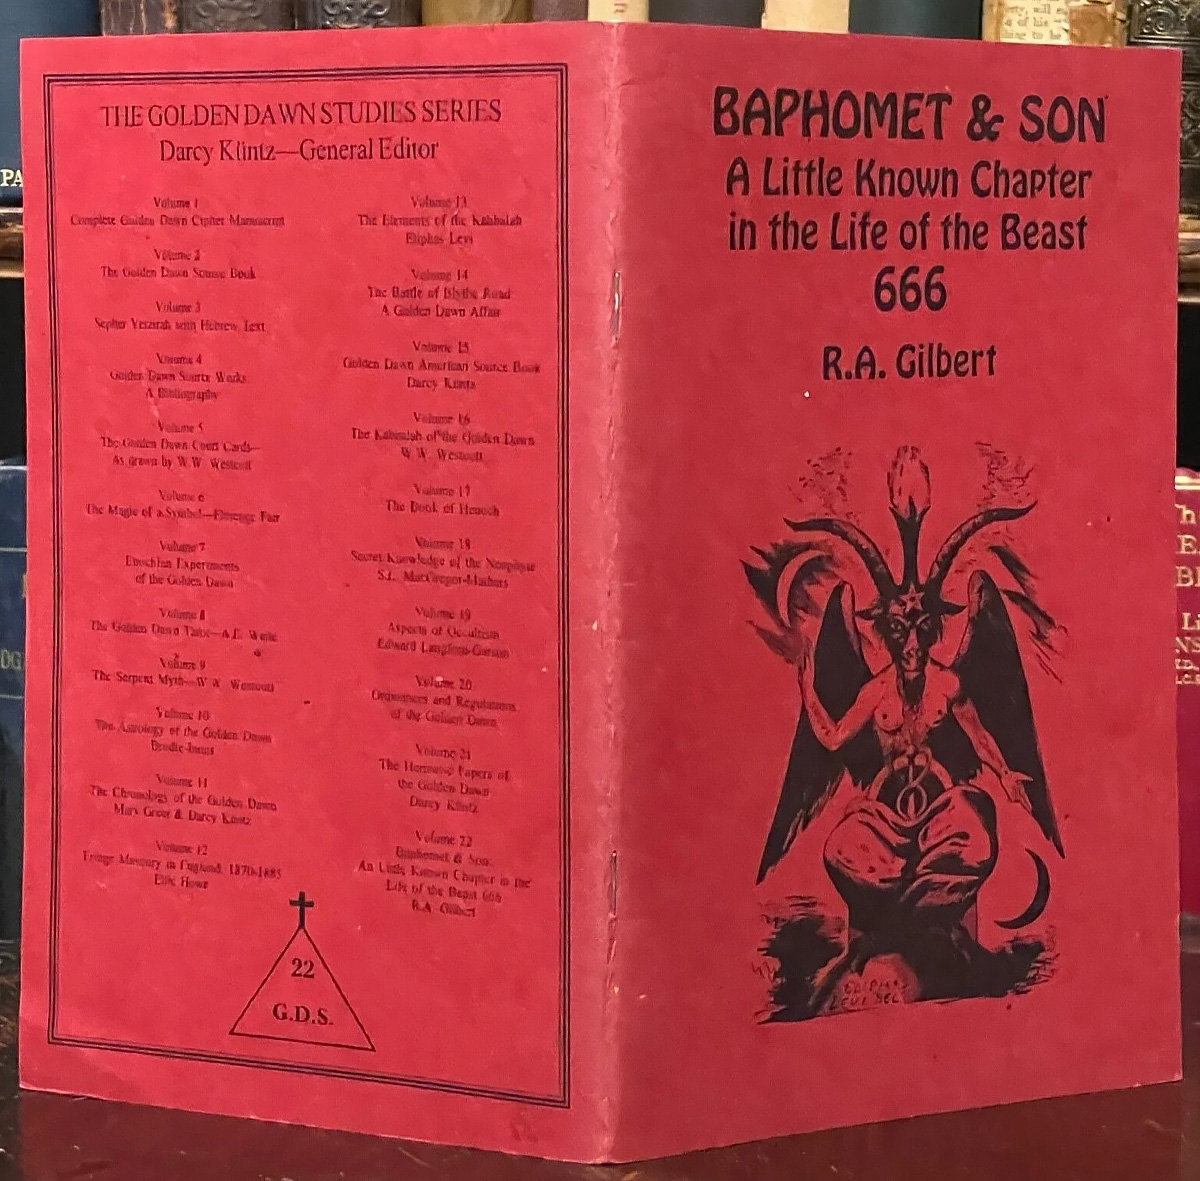 THE GOLDEN DAWN STUDIES SERIES
Darcy Küntz—General Editor
Volume 1
Complete Golden Dawn Cipher Manuscript
Volume 2
The Golden Dawn Source Book
Volume 3
Sepher Yetzirah with Hebrew Text
Volume 4
Golden Dawn Source Works
A Bibliography
Volume 5
The Golden Dawn Court Cards—
As drawn by W.W. Westcott
Volume 6
The Magic of a Symbol—Florence Farr
Volume 7
Enochian Experiments
of the Golden Dawn
Volume 8
The Golden Dawn Tarot—A.E. Waite
Volume 9
The Serpent Myth—W.W. Westcott
Volume 10
The Astrology of the Golden Dawn
Brodie-Innes
Volume 11
The Chronology of the Golden Dawn
Mary Greer & Darcy Küntz
Volume 12
Fringe Masonry in England, 1870-1885
Ellic Howe
Volume 13
The Elements of the Kabbalah
Eliphas Levi
Volume 14
The Battle of Blythe Road
A Golden Dawn Affair
Volume 15
Golden Dawn American Source Book
Darcy Küntz
Volume 16
The Kabbalah of the Golden Dawn
W.W. Westcott
Volume 17
The Book of Henoch
Volume 18
Secret Knowledge of the Neophyte
S.L. MacGregor-Mathers
Volume 19
Aspects of Occultism
Edward Langford-Garstin
Volume 20
Ordinances and Regulations
of the Golden Dawn
Volume 21
The Hermetic Papers of
the Golden Dawn
Darcy Küntz
Volume 22
Baphomet & Son
An Little Known Chapter in the
Life of the Beast 666
R.A. Gilbert
22
G.D.S.
BAPHOMET & SON
A Little Known Chapter
in the Life of the Beast
666
R.A. Gilbert